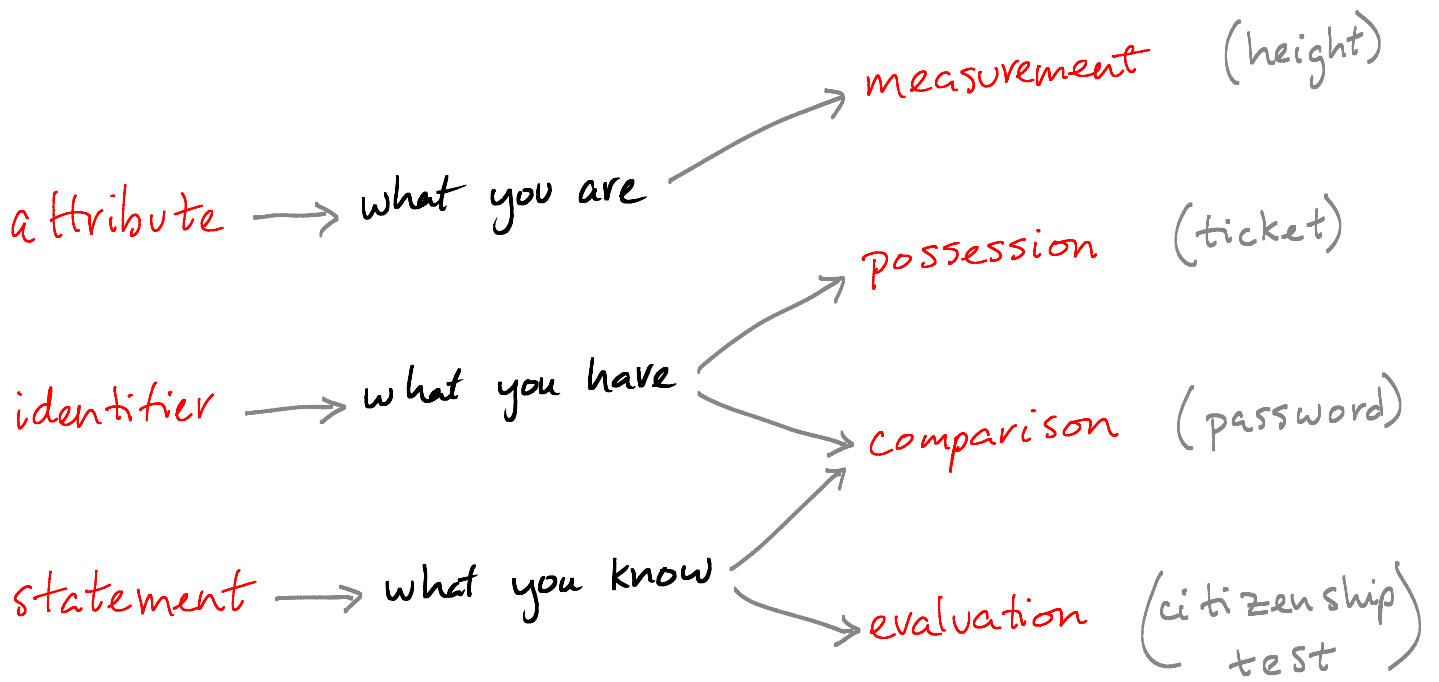 measurement (height)
attribute what you are
possession (ticket)
identifier what you have
comparison (password)
statement what you know
evaluation (citizenship
test)